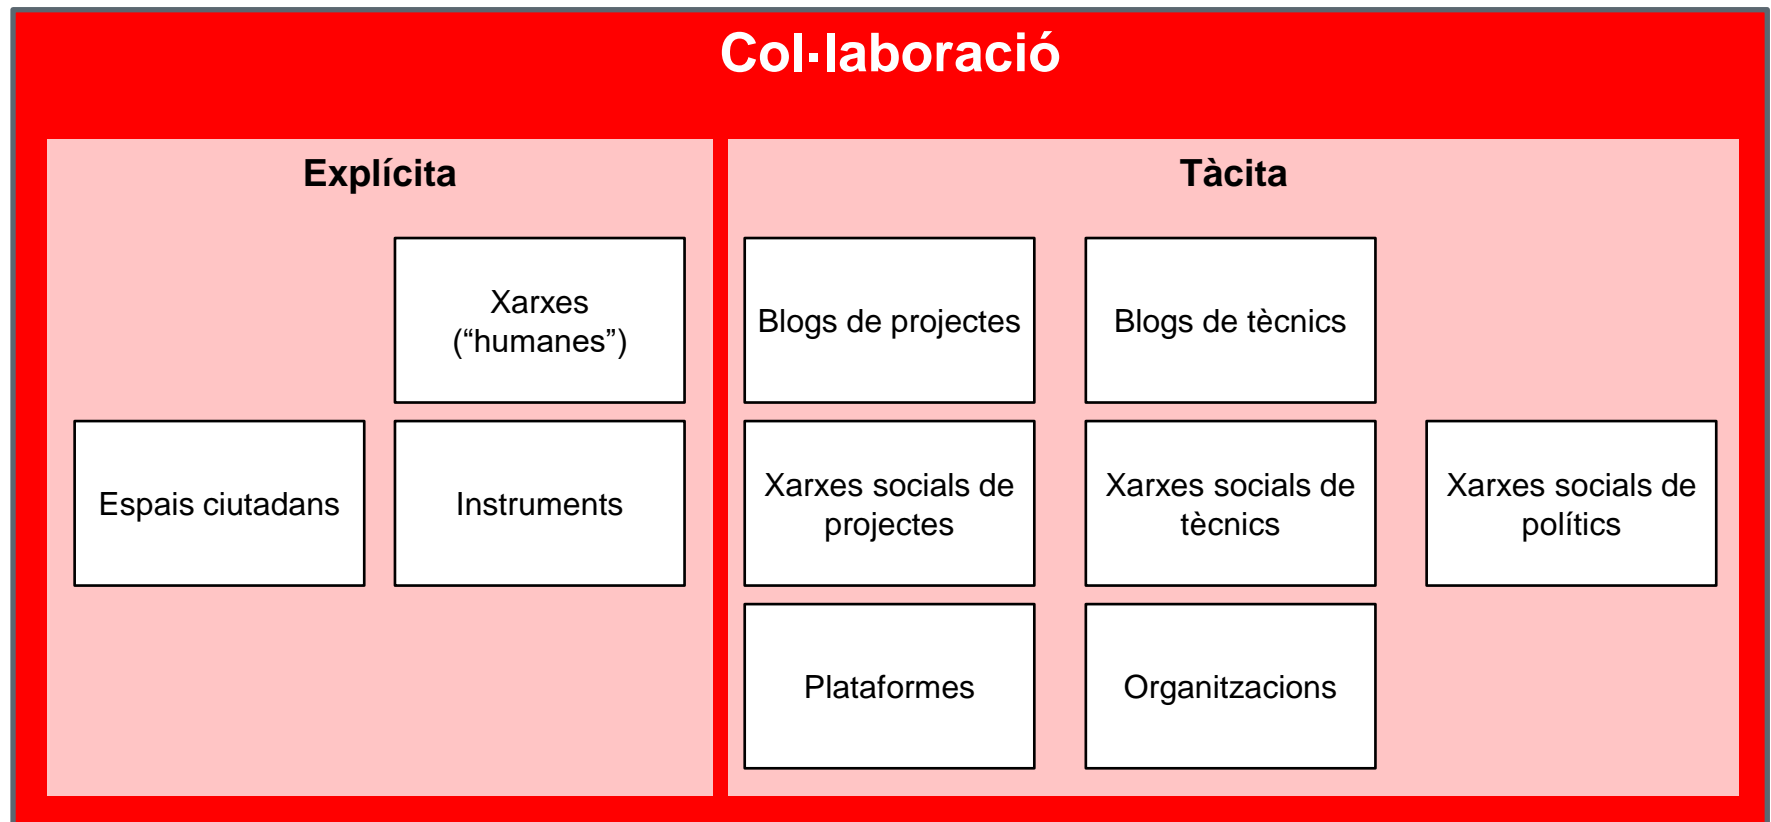 Col·laboració
Explícita
Xarxes
(“humanes”)
Espais ciutadans
Instruments
Tàcita
Blogs de projectes
Blogs de tècnics
Xarxes socials de
projectes
Xarxes socials de
tècnics
Xarxes socials de
polítics
Plataformes
Organitzacions